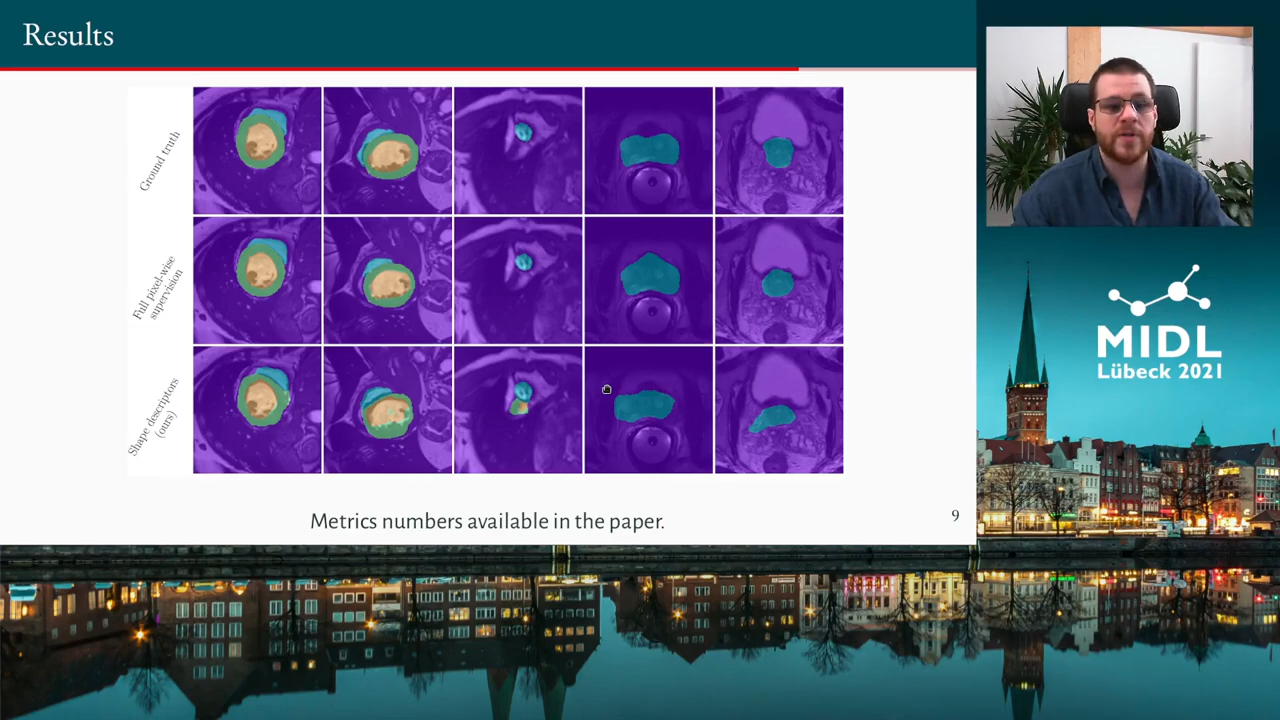 Results
Ground truth
Full pixel-wise
supervision
Shape descriptors
(ours)
Metrics numbers available in the paper.
9
MIDL
Lübeck 2021